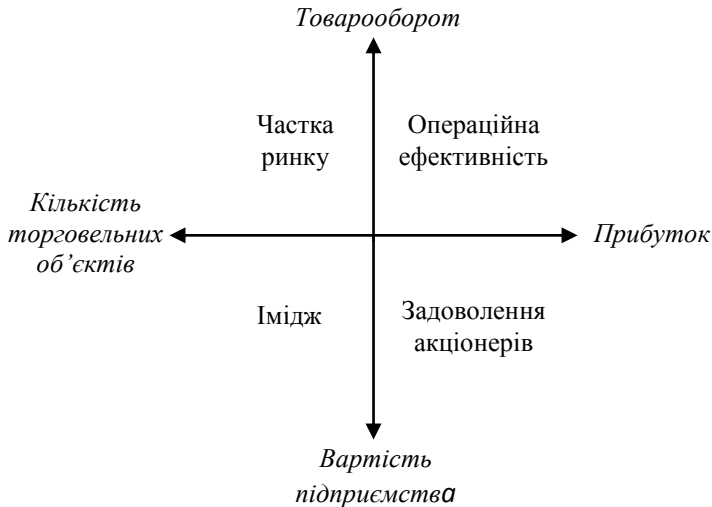 Товарооборот
Частка
ринку
Операційна
ефективність
Кількість
торговельних
об’єктів
Прибуток
Імідж
Задоволення
акціонерів
Вартість
підприємства